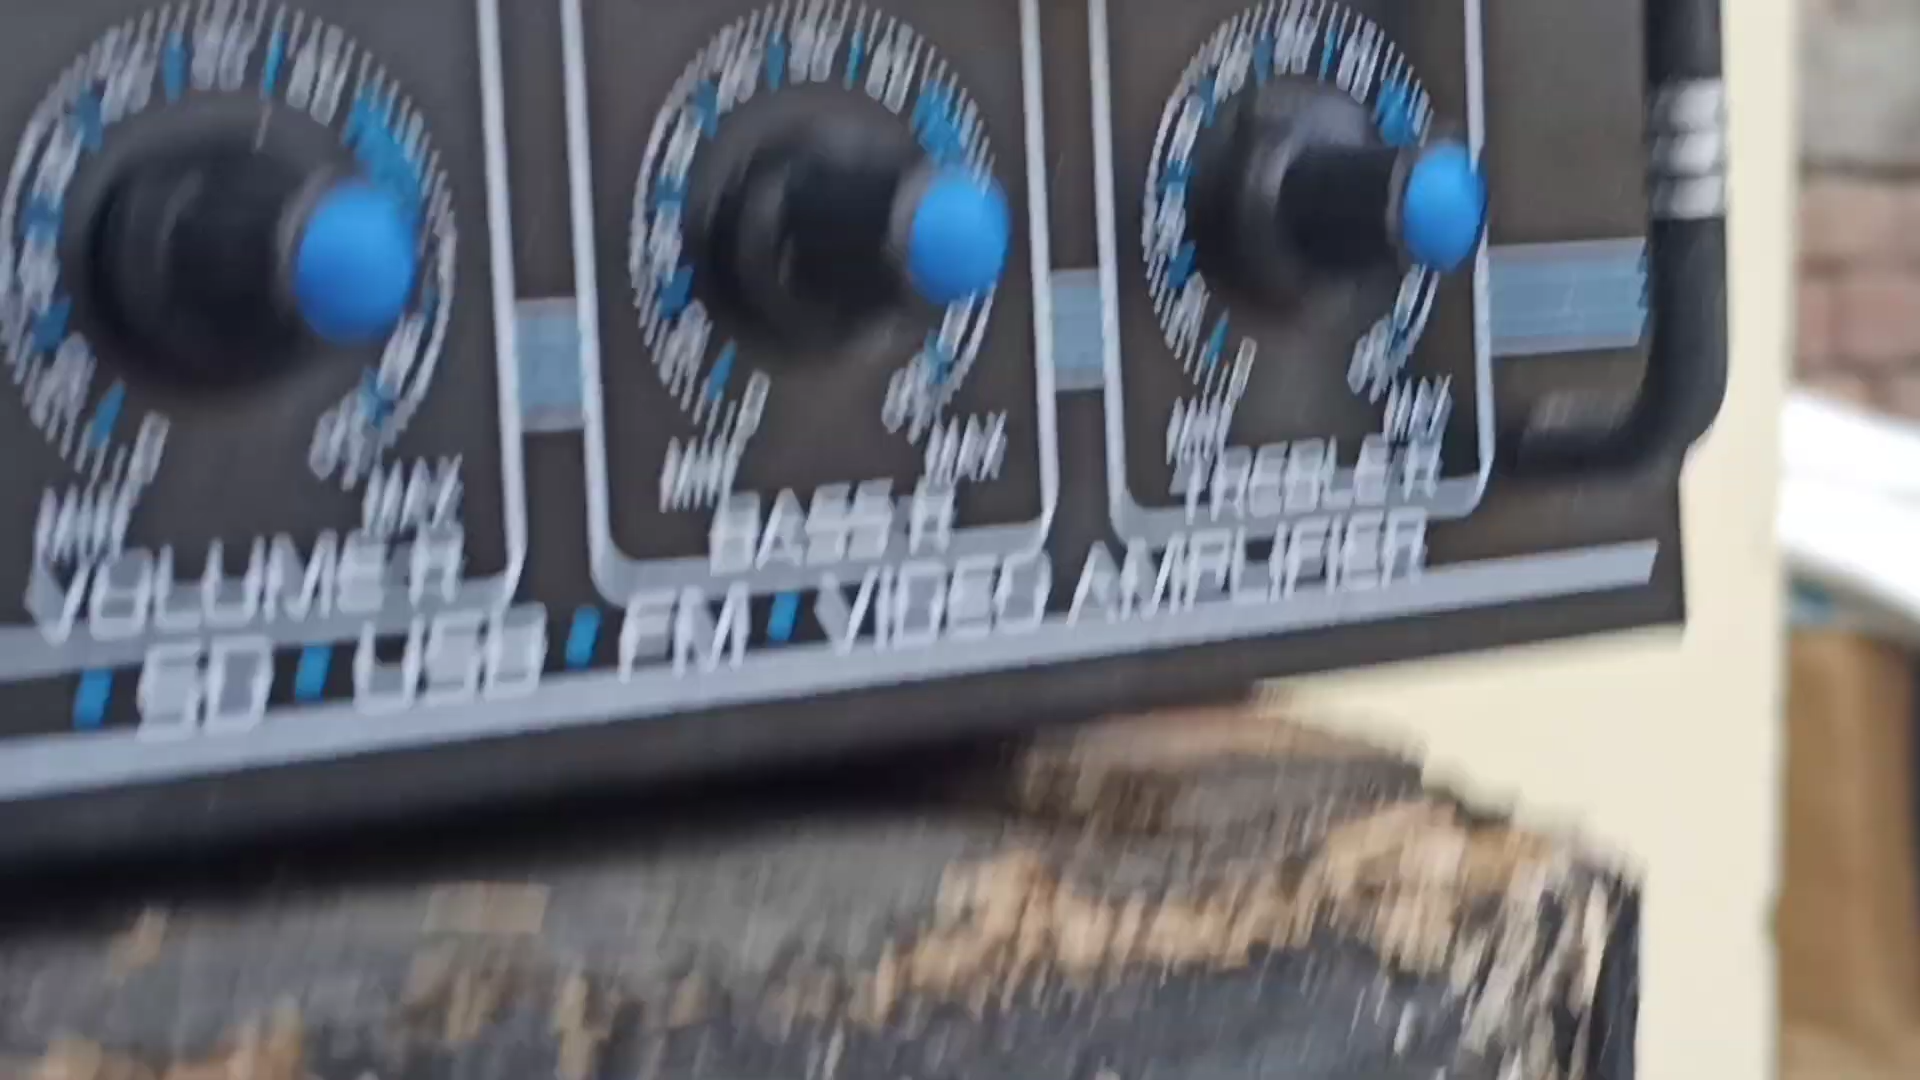 MIN MAX MIN MAX MIN MAX
VOLUME R BASS R TREBLE R
SD USB FM VIDEO AMPLIFIER